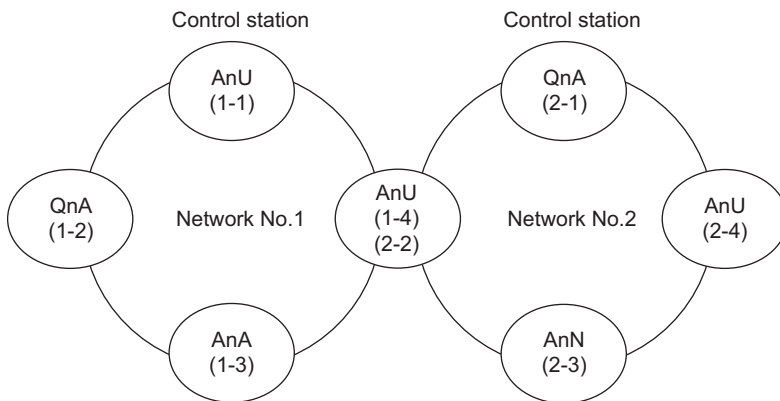 Control station
Control station
AnU
(1-1)
QnA
(2-1)
QnA
(1-2)
Network No.1
AnU
(1-4)
(2-2)
Network No.2
AnU
(2-4)
AnA
(1-3)
AnN
(2-3)